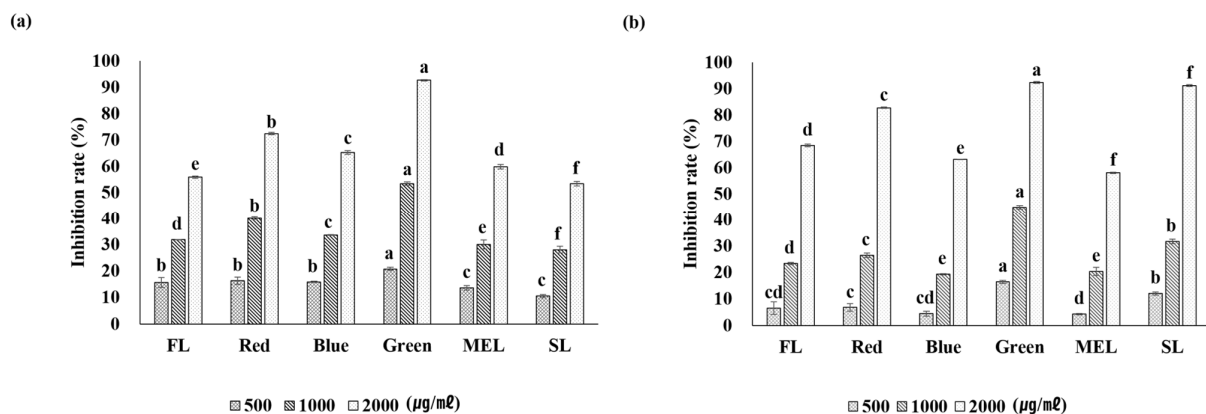 (a)
Inhibition rate (%)
100
90
80
70
60
50
40
30
20
10
0
b d e
b b b
b c c
a a a
c e d
c f f
FL Red Blue Green MEL SL
500 1000 2000 (µg/㎖)
(b)
Inhibition rate (%)
100
90
80
70
60
50
40
30
20
10
0
cd d d
c c c
cd e e
a a a
d e f
b b f
FL Red Blue Green MEL SL
500 1000 2000 (µg/㎖)